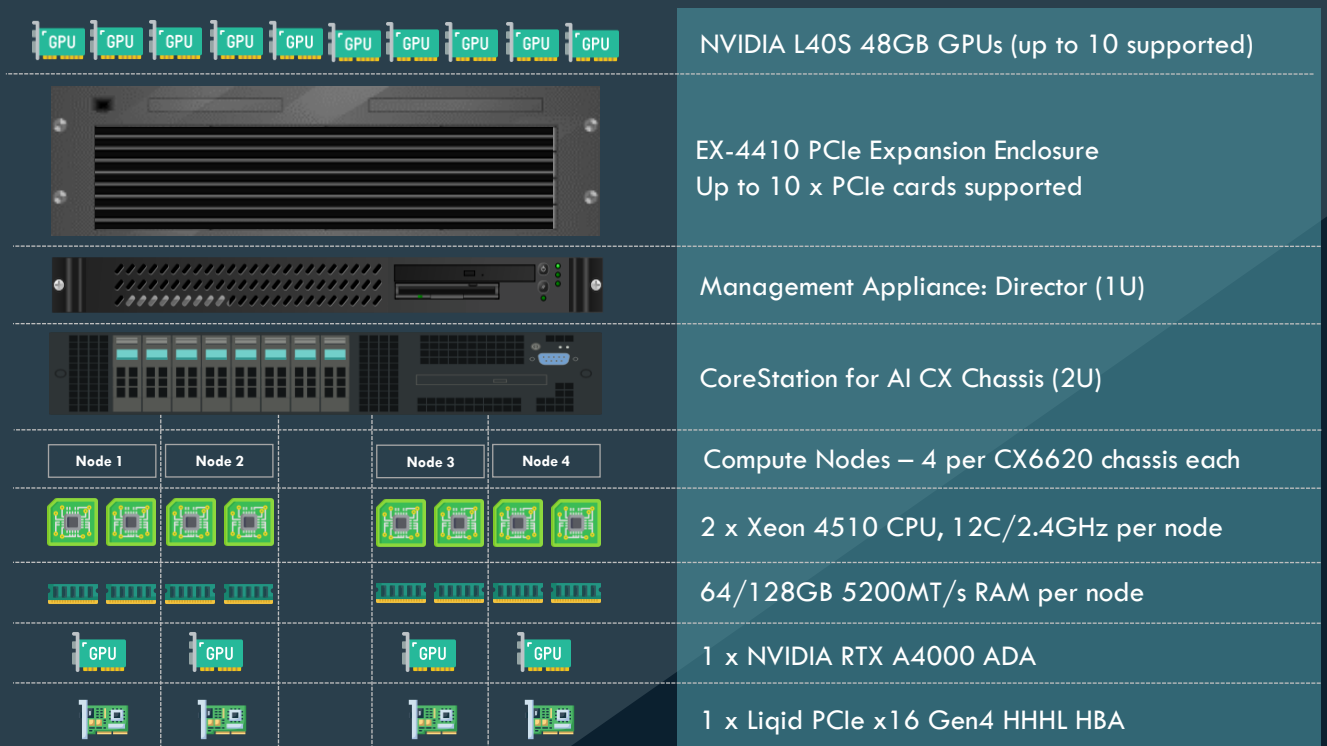 GPU GPU GPU GPU GPU GPU GPU GPU GPU GPU
NVIDIA L40S 48GB GPUs (up to 10 supported)
EX-4410 PCIe Expansion Enclosure
Up to 10 x PCIe cards supported
Management Appliance: Director (1U)
CoreStation for AI CX Chassis (2U)
Node 1 Node 2 Node 3 Node 4
Compute Nodes – 4 per CX6620 chassis each
2 x Xeon 4510 CPU, 12C/2.4GHz per node
64/128GB 5200MT/s RAM per node
GPU GPU GPU GPU
1 x NVIDIA RTX A4000 ADA
1 x Liqid PCIe x16 Gen4 HHHL HBA